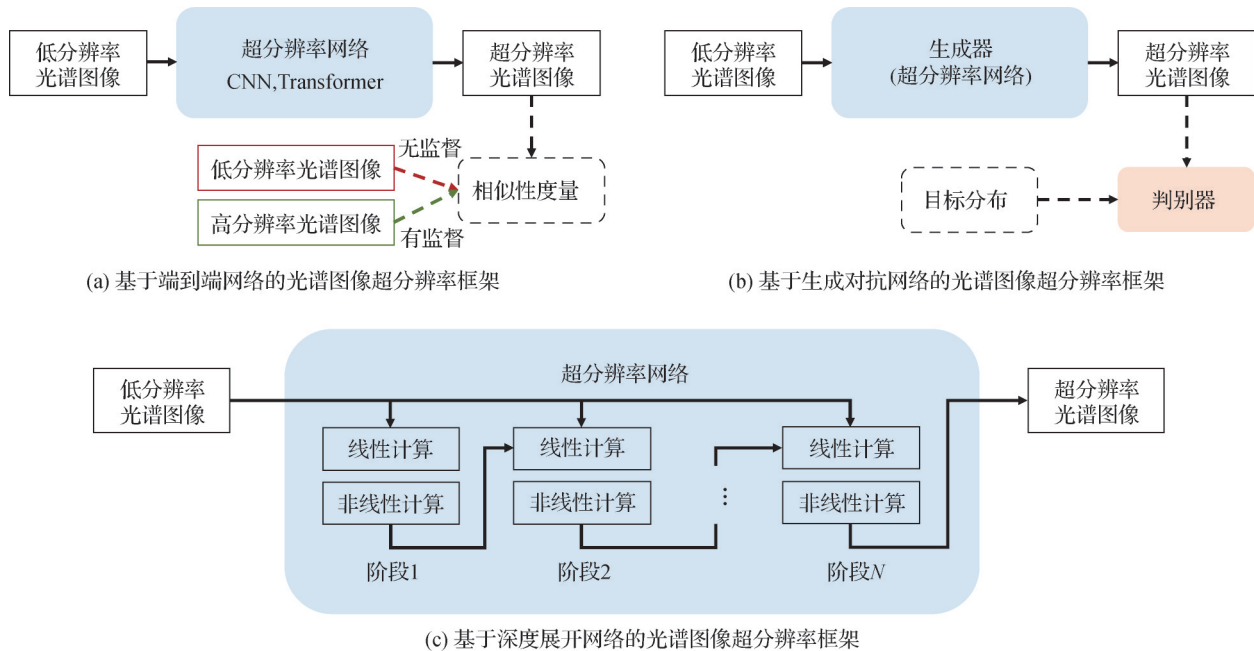 低分辨率
光谱图像
超分辨率网络
CNN,Transformer
超分辨率
光谱图像
无监督
低分辨率光谱图像
高分辨率光谱图像
有监督
相似性度量
(a) 基于端到端网络的光谱图像超分辨率框架
低分辨率
光谱图像
生成器
(超分辨率网络)
超分辨率
光谱图像
目标分布
判别器
(b) 基于生成对抗网络的光谱图像超分辨率框架
低分辨率
光谱图像
超分辨率网络
线性计算
非线性计算
阶段1
线性计算
非线性计算
阶段2
⋮
线性计算
非线性计算
阶段N
超分辨率
光谱图像
(c) 基于深度展开网络的光谱图像超分辨率框架